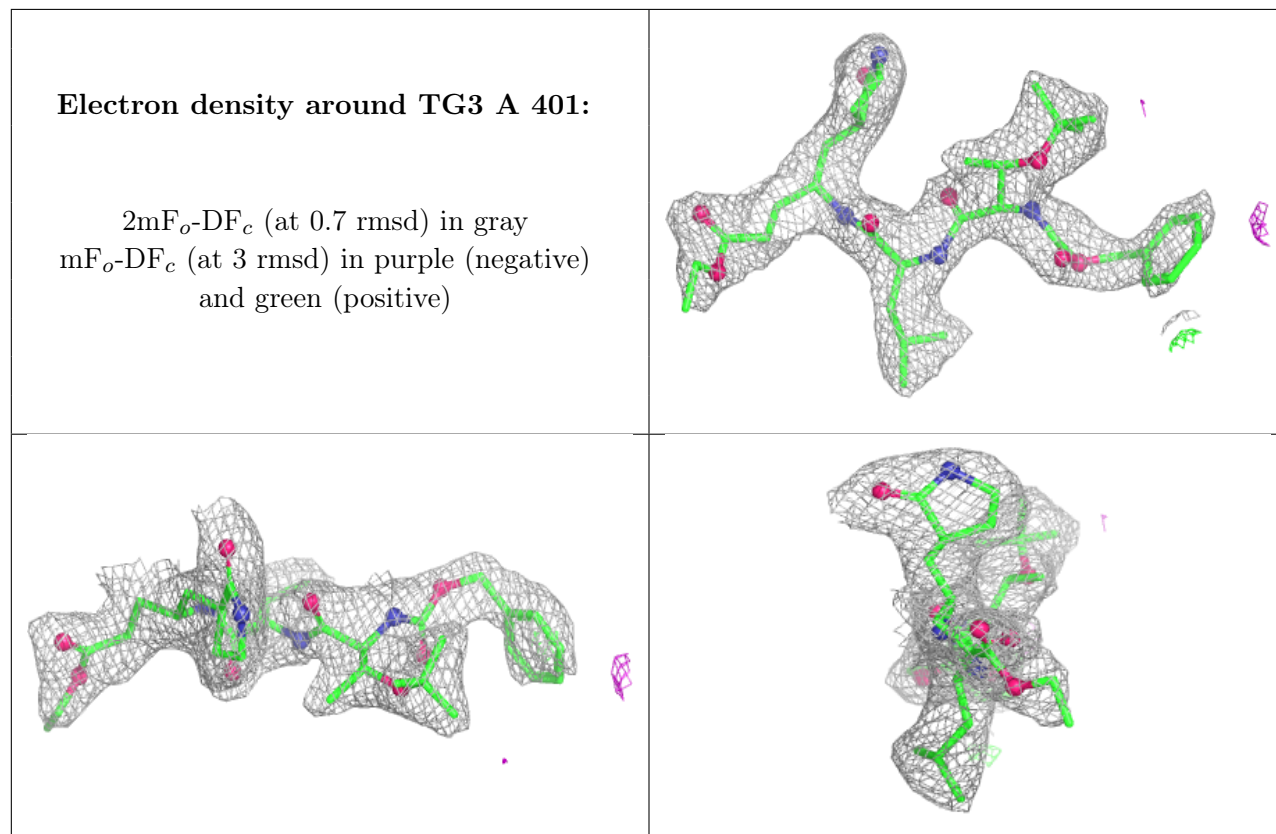 Electron density around TG3 A 401:
2mFo-DFc (at 0.7 rmsd) in gray
mFo-DFc (at 3 rmsd) in purple (negative)
and green (positive)